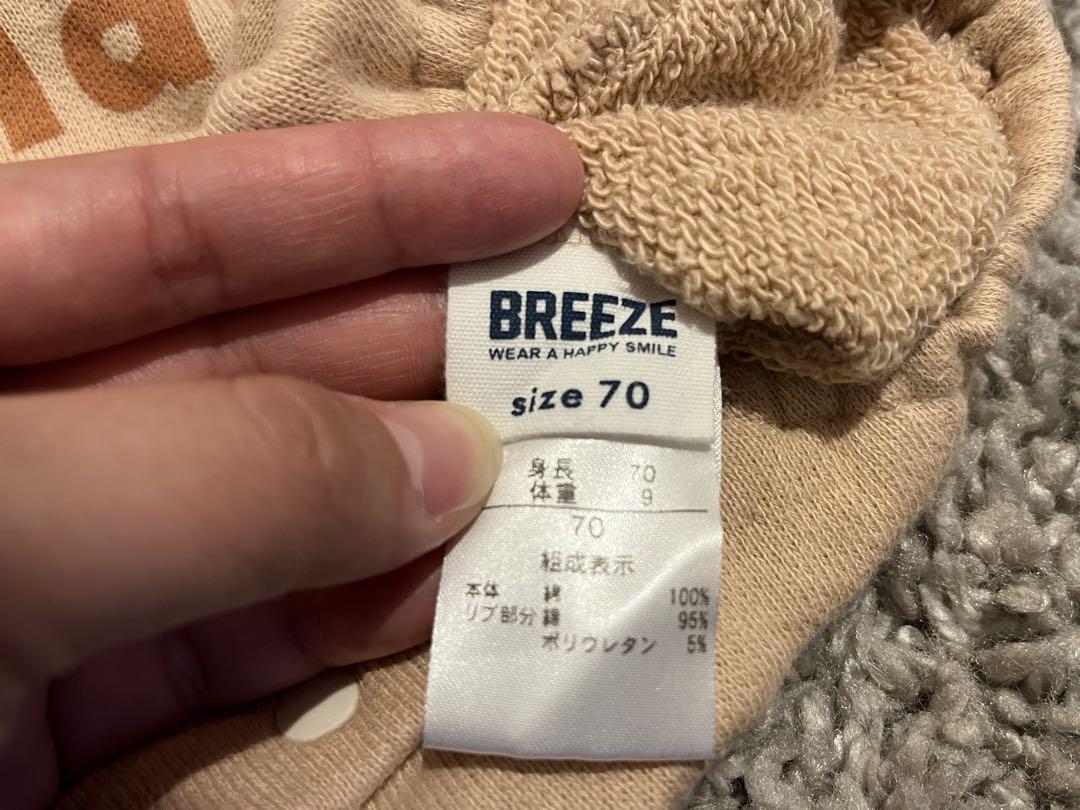 BREEZE
WEAR A HAPPY SMILE
size 70
身長 70
体重 9
70
組成表示
本体 綿 100%
リブ部分 綿 95%
ポリウレタン 5%